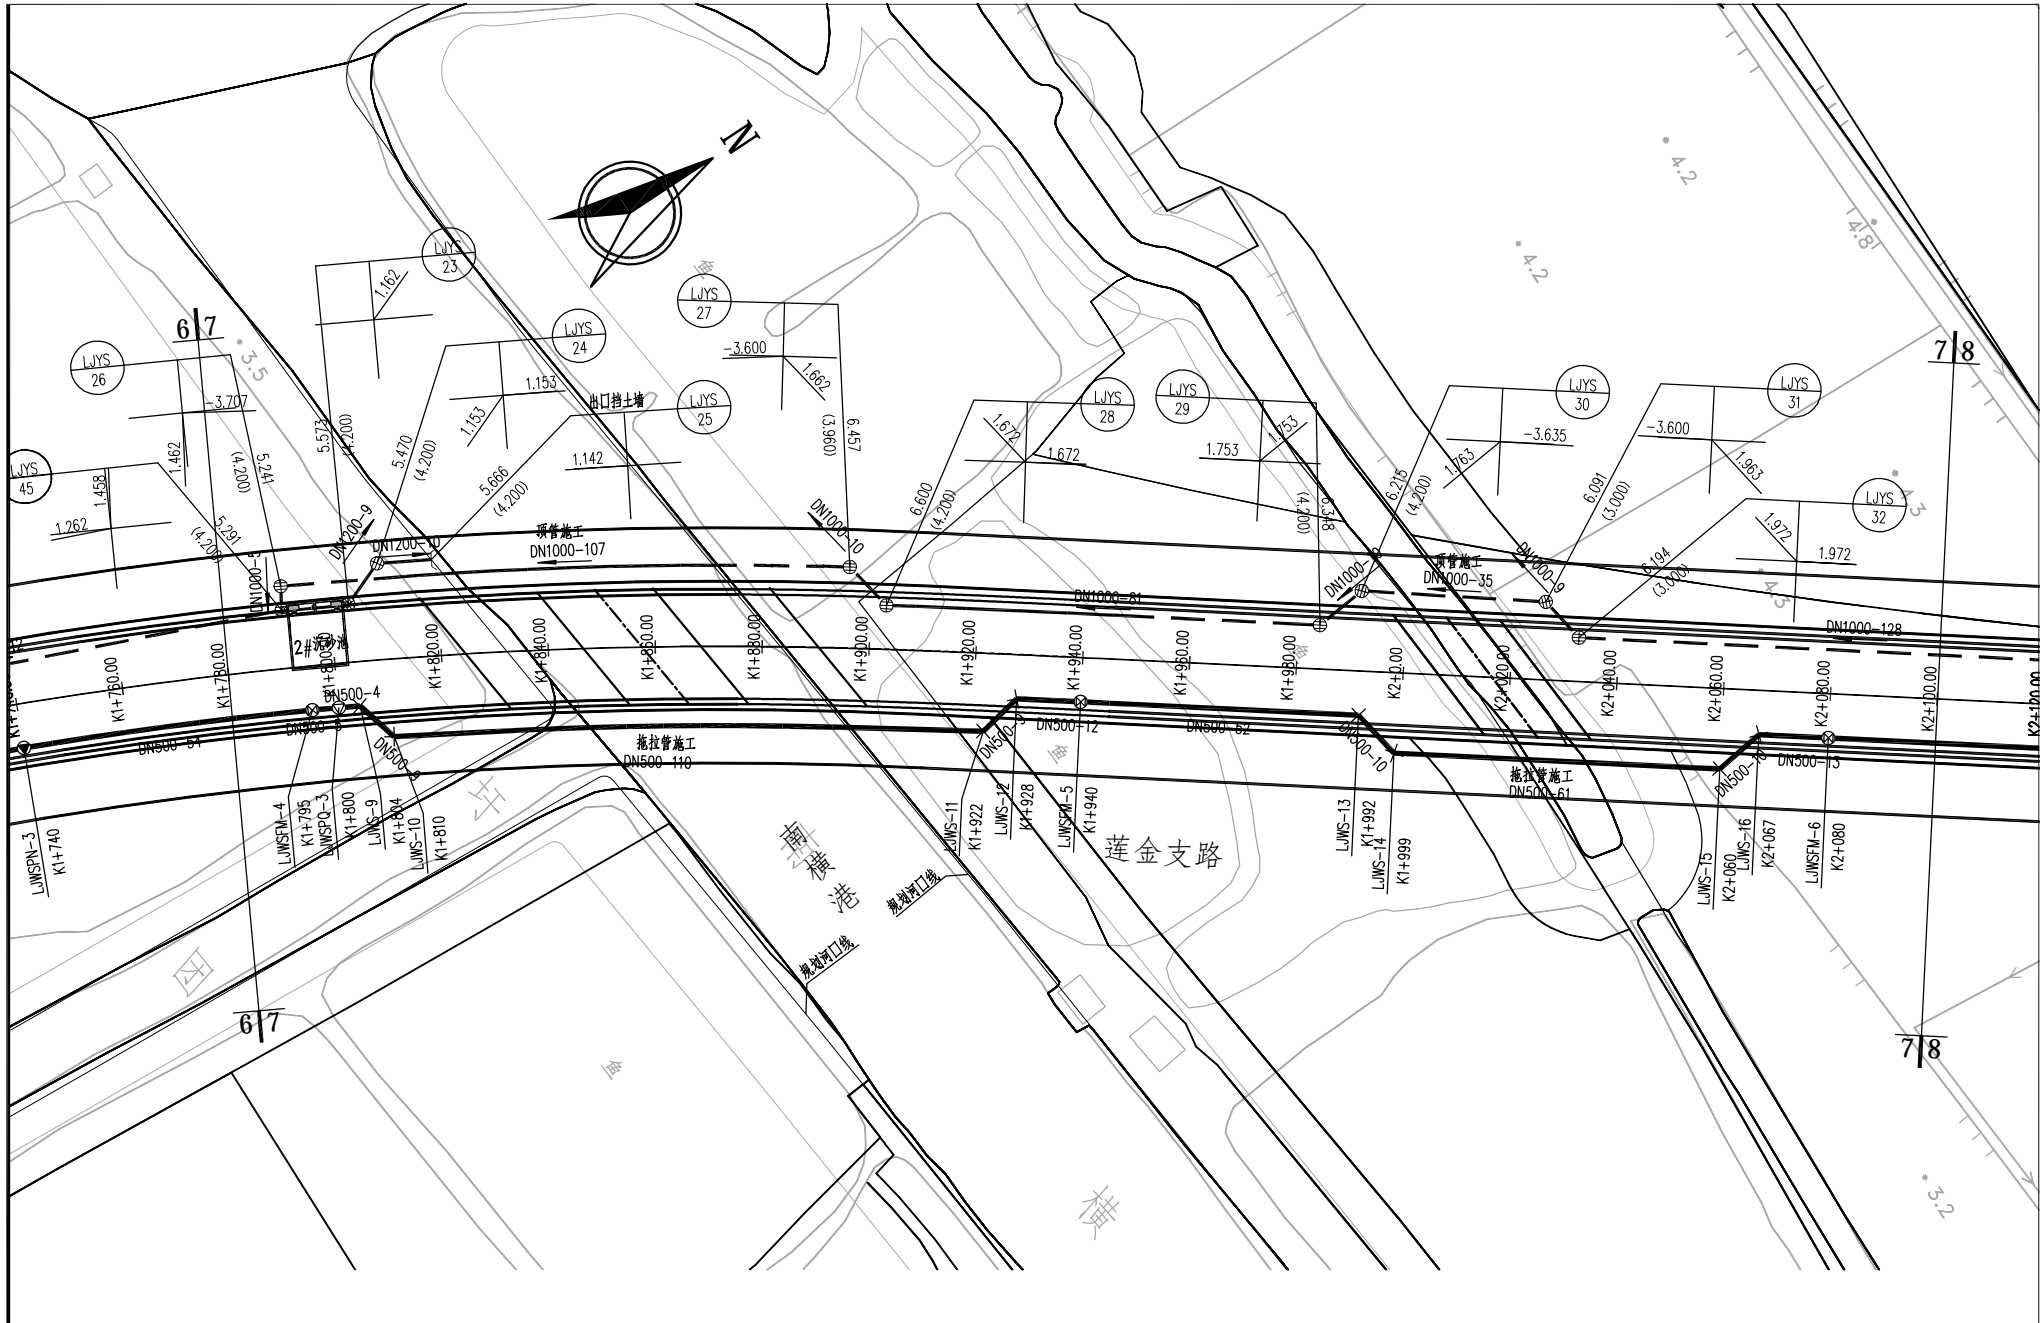 N
LJYS
23
1.162
5.573
(4.200)
LJYS
24
1.153
1.153
5.470
(4.200)
出口挡土墙
LJYS
25
1.142
5.666
(4.200)
LJYS
26
-3.707
1.462
5.241
(4.200)
LJYS
27
-3.600
1.662
6.457
(3.960)
LJYS
28
1.672
1.672
6.600
(4.200)
LJYS
29
1.753
1.753
6.348
(4.200)
LJYS
30
-3.635
1.763
6.215
(4.200)
LJYS
31
-3.600
1.963
6.091
(3.000)
LJYS
32
1.972
1.972
6.194
(3.000)
LJYS
45
1.458
1.262
5.291
6 7
7 8
3.5
4.2
4.2
4.8
4.3
4.3
3.2
鱼
鱼
鱼
鱼
DN1200-9
DN1200-10
顶管施工
DN1000-107
DN1000-10
DN1000-81
顶管施工
DN1000-35
DN1000-9
DN1000-128
2#沉砂池
K1+760.00
K1+780.00
K1+820.00
K1+840.00
K1+860.00
K1+880.00
K1+900.00
K1+920.00
K1+940.00
K1+960.00
K1+980.00
K2+0.00
K2+020.00
K2+040.00
K2+060.00
K2+080.00
K2+100.00
K2+120.00
DN500-54
DN500-4
拖拉管施工
DN500-110
DN500-12
DN500-52
DN500-10
拖拉管施工
DN500-61
DN500-13
LJWSPN-3
K1+740
LJWSFM-4
K1+795
LJWSPQ-3
K1+800
LJWS-9
K1+804
LJWS-10
K1+810
LJWS-11
K1+922
LJWS-12
K1+928
LJWSFM-5
K1+940
LJWS-13
K1+992
LJWS-14
K1+999
LJWS-15
K2+060
LJWS-16
K2+067
LJWSFM-6
K2+080
莲金支路
南横港
规划河口线
规划河口线
圩
横
6 7
7 8